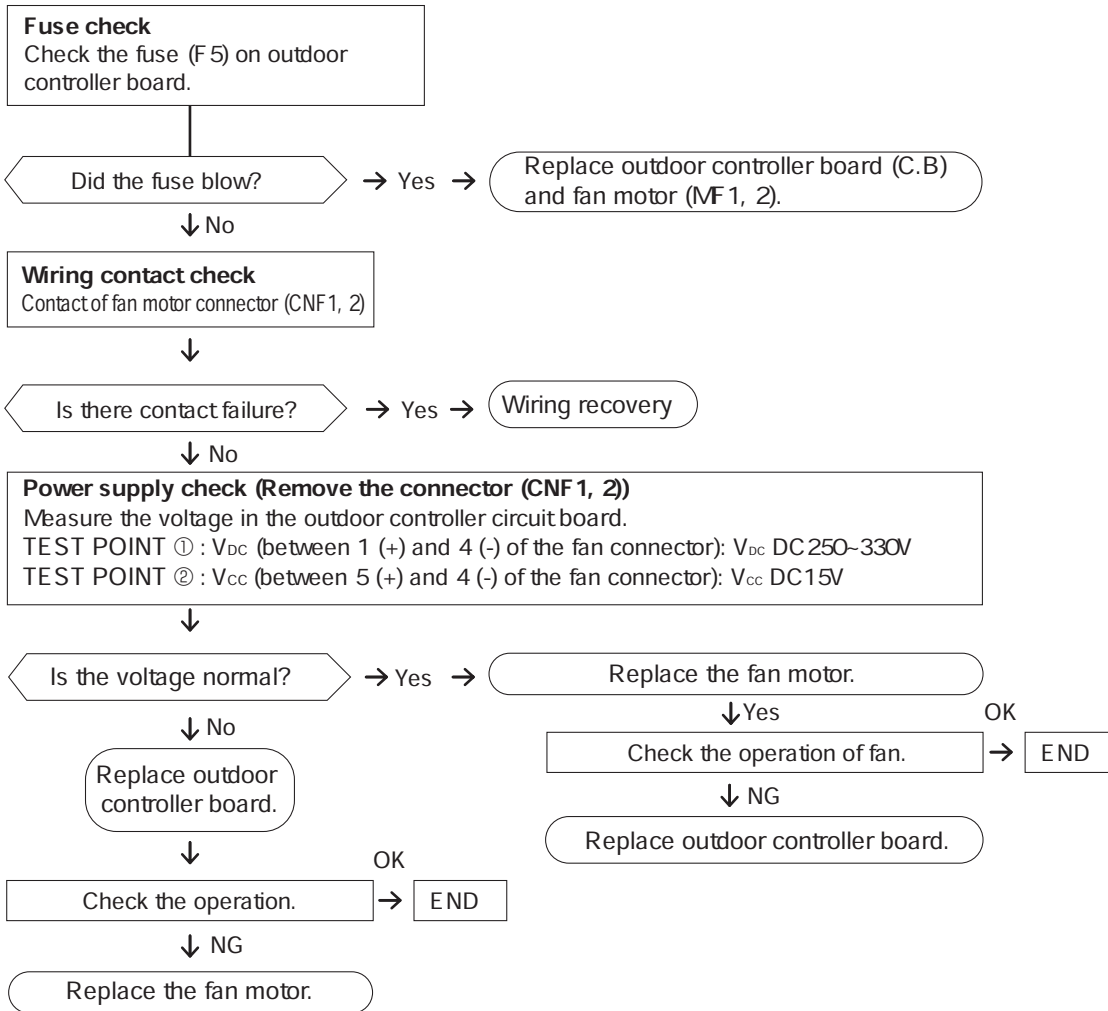 Fuse check
Check the fuse (F5) on outdoor
controller board.
Did the fuse blow?
Yes
Replace outdoor controller board (C.B)
and fan motor (MF1, 2).
No
Wiring contact check
Contact of fan motor connector (CNF1, 2)
Is there contact failure?
Yes
Wiring recovery
No
Power supply check (Remove the connector (CNF1, 2))
Measure the voltage in the outdoor controller circuit board.
TEST POINT ① : VDC (between 1 (+) and 4 (-) of the fan connector): VDC DC250~330V
TEST POINT ② : VCC (between 5 (+) and 4 (-) of the fan connector): VCC DC15V
Is the voltage normal?
Yes
Replace the fan motor.
Yes
OK
Check the operation of fan.
END
NG
Replace outdoor controller board.
No
Replace outdoor
controller board.
OK
Check the operation.
END
NG
Replace the fan motor.